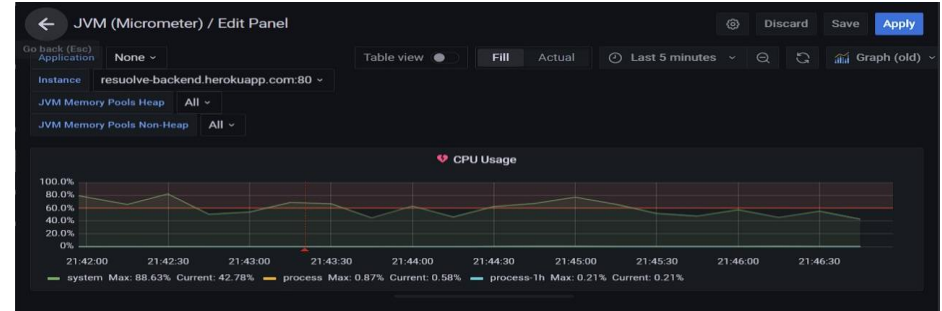 JVM (Micrometer) / Edit Panel
Discard Save Apply
Go back (Esc)
Application None
Table view Fill Actual Last 5 minutes Graph (old)
Instance resuolve-backend.herokuapp.com:80
JVM Memory Pools Heap All
JVM Memory Pools Non-Heap All
CPU Usage
100.0%
80.0%
60.0%
40.0%
20.0%
0%
21:42:00 21:42:30 21:43:00 21:43:30 21:44:00 21:44:30 21:45:00 21:45:30 21:46:00 21:46:30
system Max: 88.63% Current: 42.78% process Max: 0.87% Current: 0.58% process-1h Max: 0.21% Current: 0.21%